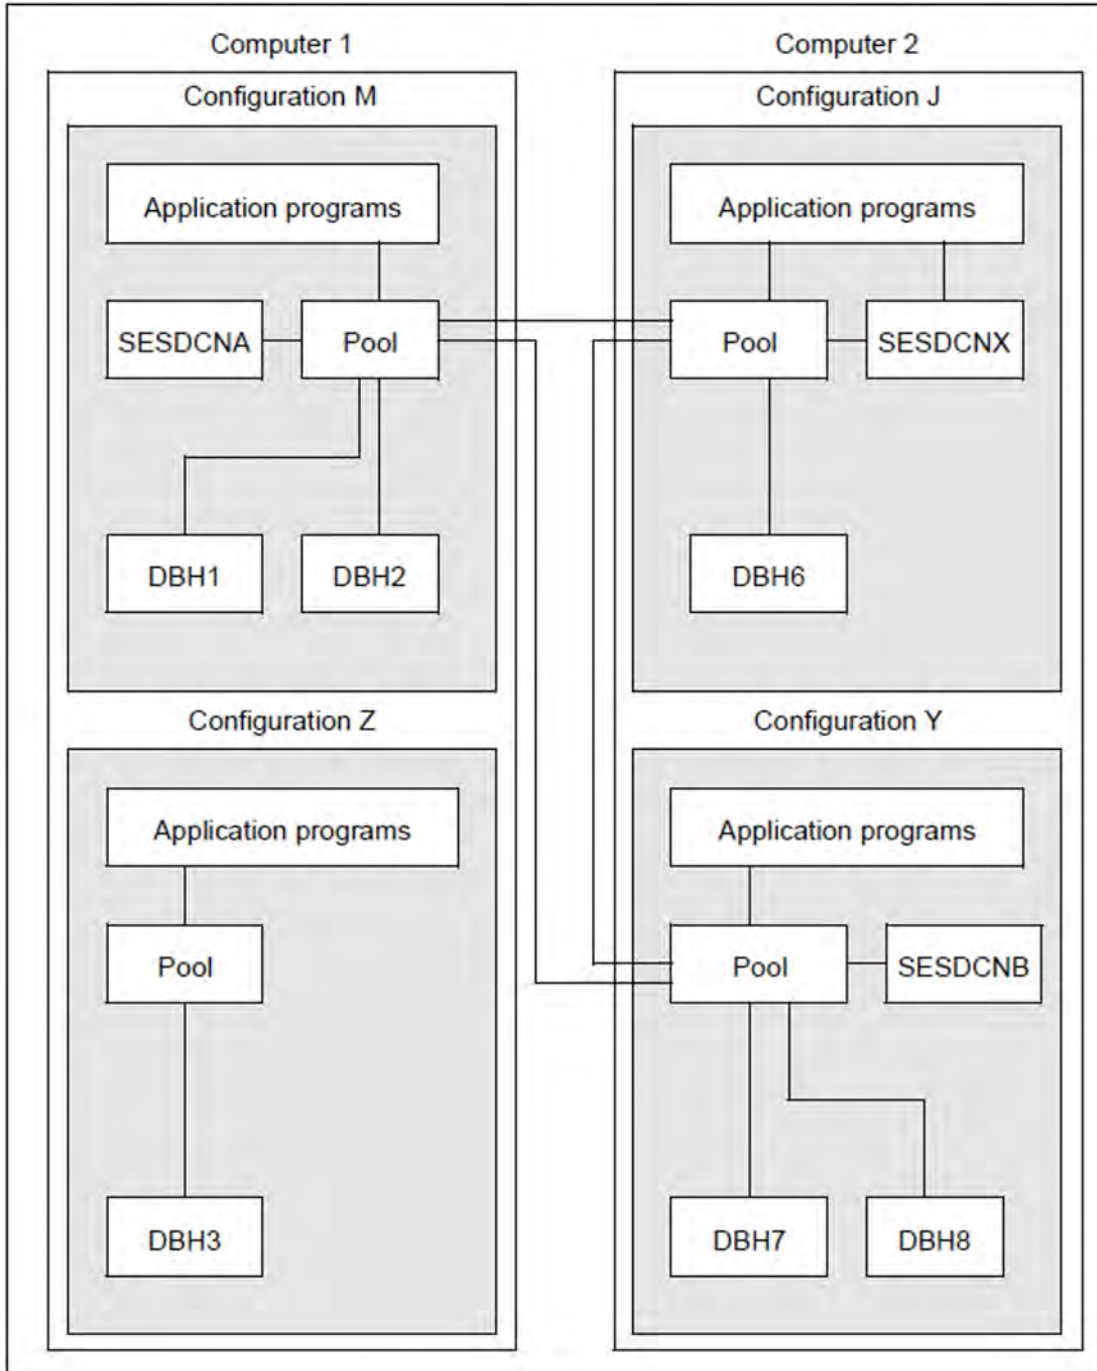 Computer 1
Computer 2
Configuration M
Configuration J
Application programs
Application programs
SESDCNA
Pool
Pool
SESDCNX
DBH1
DBH2
DBH6
Configuration Z
Configuration Y
Application programs
Application programs
Pool
Pool
SESDCNB
DBH3
DBH7
DBH8